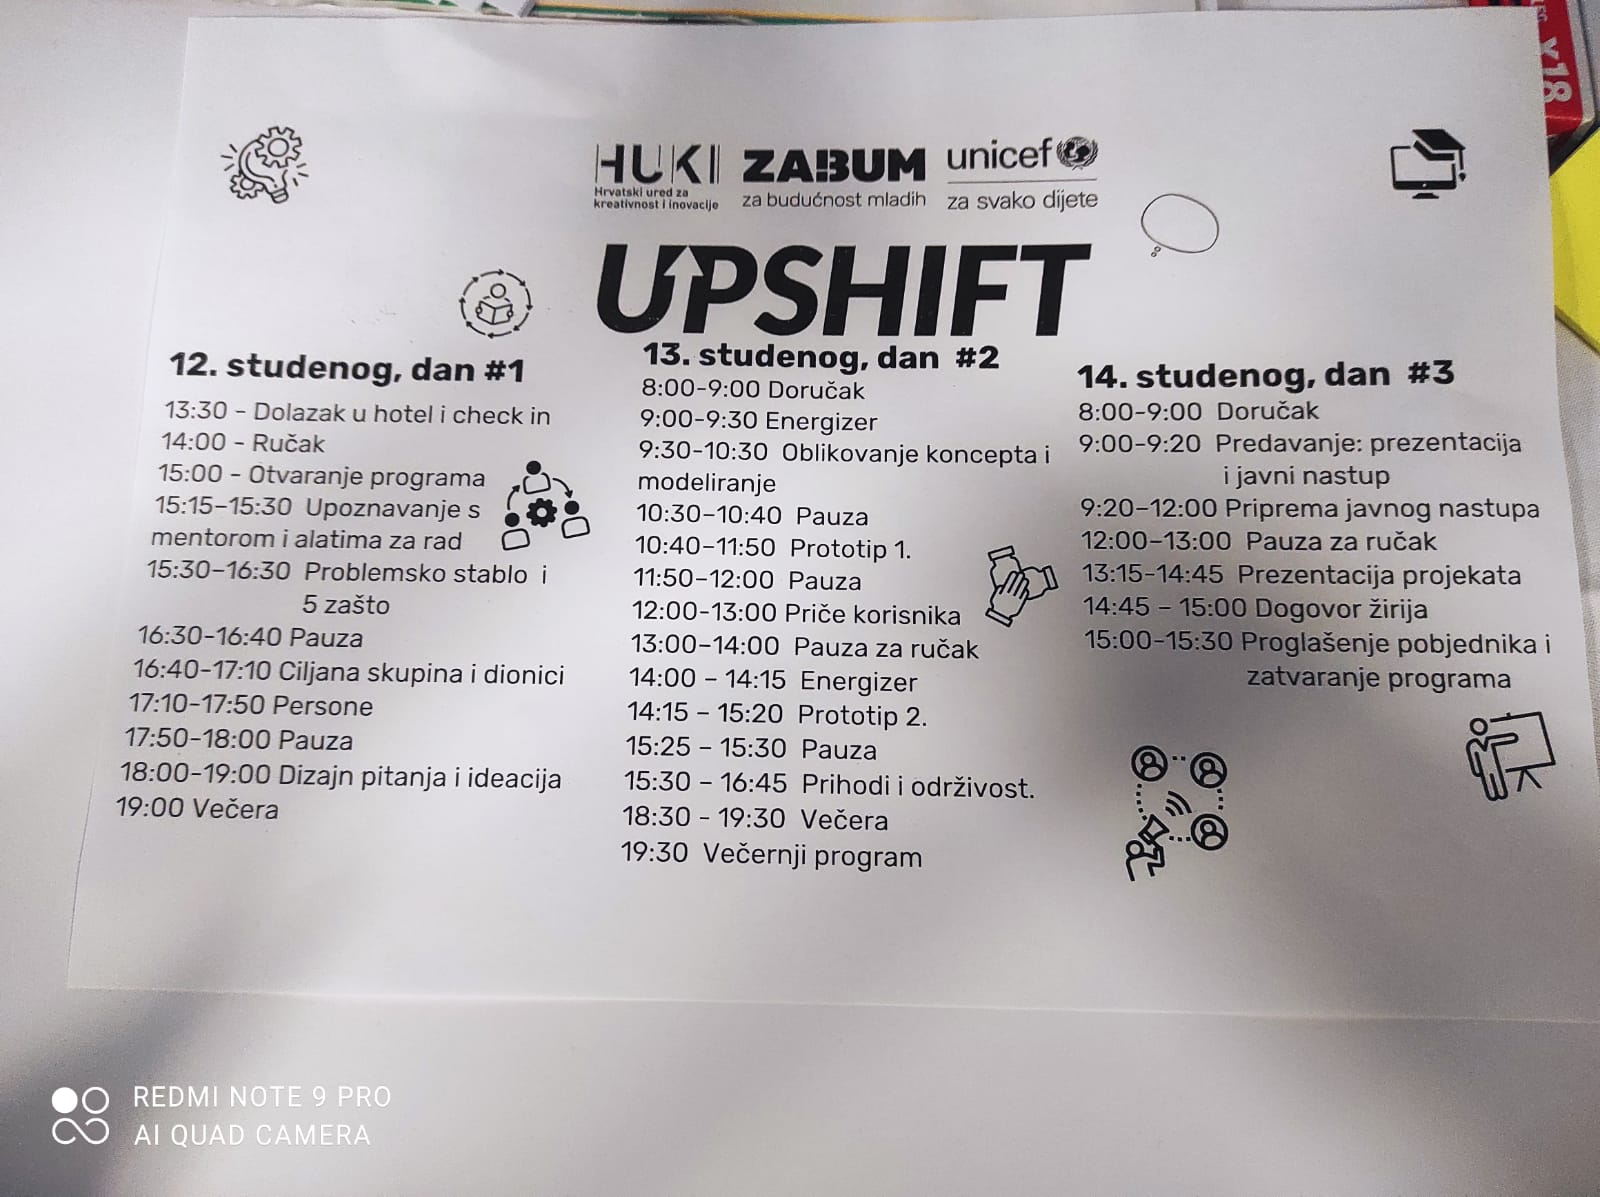 HUKI
Hrvatski ured za
kreativnost i inovacije
ZABUM
za budućnost mladih
unicef
za svako dijete
UPSHIFT
12. studenog, dan #1
13:30 - Dolazak u hotel i check in
14:00 - Ručak
15:00 - Otvaranje programa
15:15-15:30 Upoznavanje s
mentorom i alatima za rad
15:30-16:30 Problemsko stablo i
5 zašto
16:30-16:40 Pauza
16:40-17:10 Ciljana skupina i dionici
17:10-17:50 Persone
17:50-18:00 Pauza
18:00-19:00 Dizajn pitanja i ideacija
19:00 Večera
13. studenog, dan #2
8:00-9:00 Doručak
9:00-9:30 Energizer
9:30-10:30 Oblikovanje koncepta i
modeliranje
10:30-10:40 Pauza
10:40-11:50 Prototip 1.
11:50-12:00 Pauza
12:00-13:00 Priče korisnika
13:00-14:00 Pauza za ručak
14:00 - 14:15 Energizer
14:15 - 15:20 Prototip 2.
15:25 - 15:30 Pauza
15:30 - 16:45 Prihodi i održivost.
18:30 - 19:30 Večera
19:30 Večernji program
14. studenog, dan #3
8:00-9:00 Doručak
9:00-9:20 Predavanje: prezentacija
i javni nastup
9:20-12:00 Priprema javnog nastupa
12:00-13:00 Pauza za ručak
13:15-14:45 Prezentacija projekata
14:45 - 15:00 Dogovor žirija
15:00-15:30 Proglašenje pobjednika i
zatvaranje programa
x18
REDMI NOTE 9 PRO
AI QUAD CAMERA